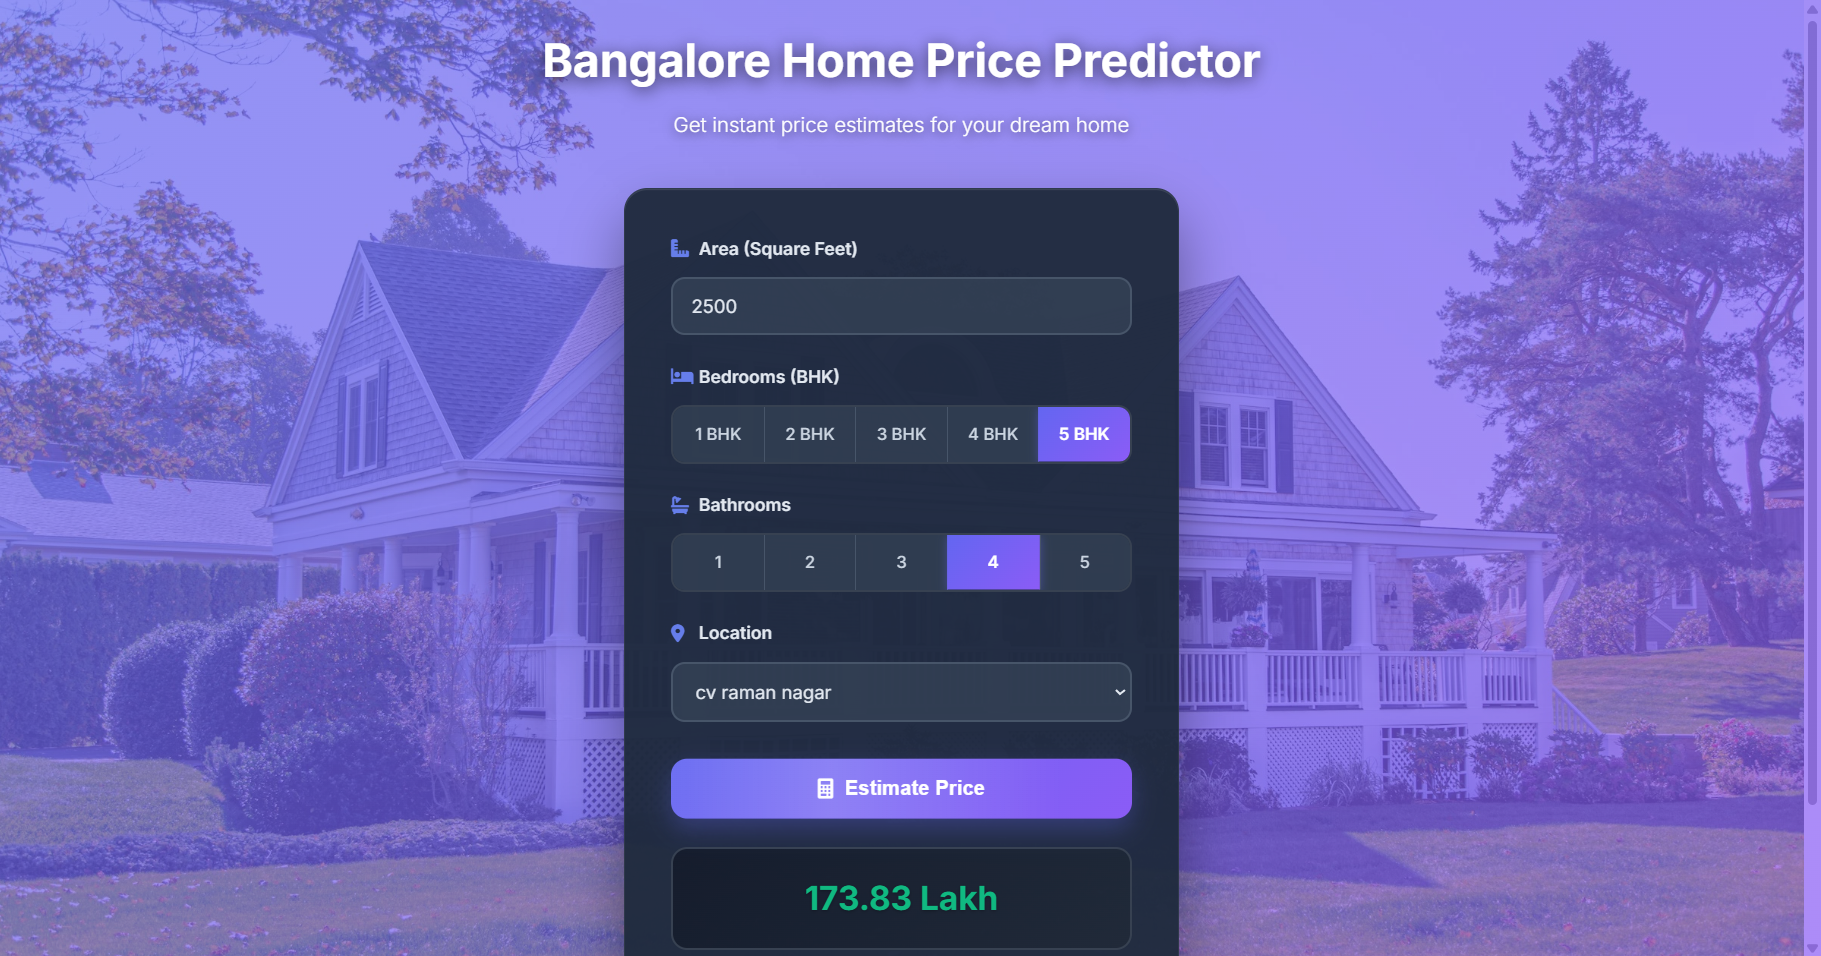 Bangalore Home Price Predictor
Get instant price estimates for your dream home
Area (Square Feet)
2500
Bedrooms (BHK)
1 BHK 2 BHK 3 BHK 4 BHK 5 BHK
Bathrooms
1 2 3 4 5
Location
cv raman nagar
Estimate Price
173.83 Lakh